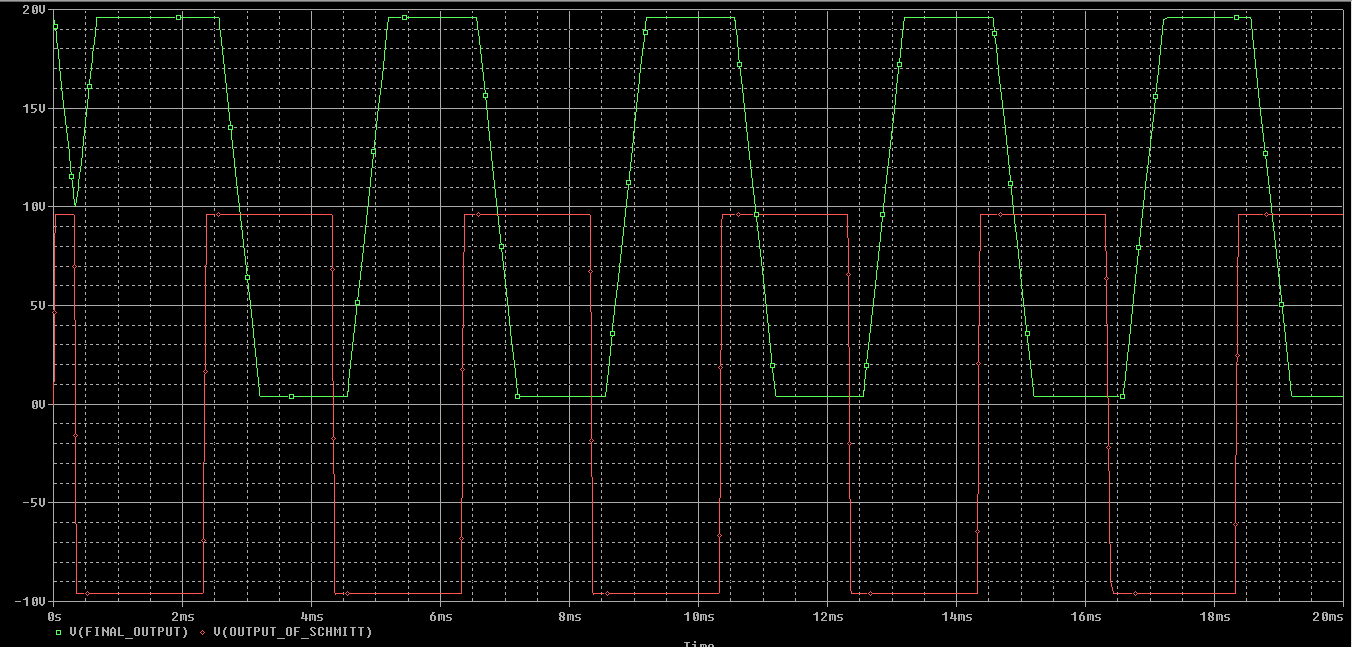 20V
15V
10V
5V
0V
-5V
-10V
0s 2ms 4ms 6ms 8ms 10ms 12ms 14ms 16ms 18ms 20ms
V(FINAL_OUTPUT) V(OUTPUT_OF_SCHMITT)
Time